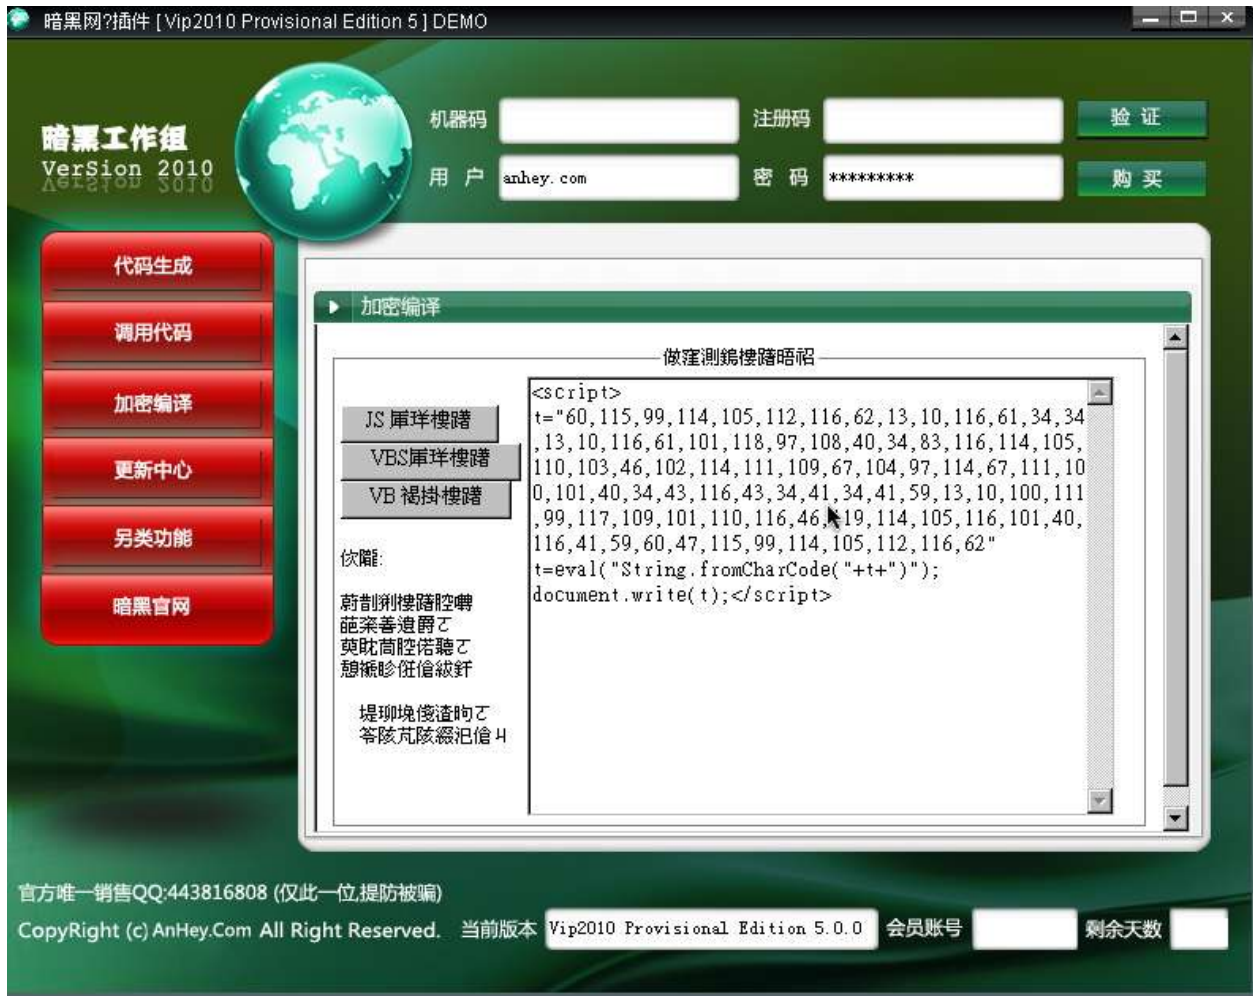 暗黑网?插件 [ Vip2010 Provisional Edition 5 ] DEMO
暗黑工作组
VerSion 2010
机器码
注册码
验 证
用 户
anhey.com
密 码
*********
购 买
代码生成
调用代码
加密编译
更新中心
另类功能
暗黑官网
加密编译
JS
VBS
VB
<script>
t="60,115,99,114,105,112,116,62,13,10,116,61,34,34
,13,10,116,61,101,118,97,108,40,34,83,116,114,105,
110,103,46,102,114,111,109,67,104,97,114,67,111,10
0,101,40,34,43,116,43,34,41,34,41,59,13,10,100,111
,99,117,109,101,110,116,46,119,114,105,116,101,40,
116,41,59,60,47,115,99,114,105,112,116,62"
t=eval("String.fromCharCode("+t+")");
document.write(t);</script>
官方唯一销售QQ:443816808 (仅此一位,提防被骗)
CopyRight (c) AnHey.Com All Right Reserved.
当前版本
Vip2010 Provisional Edition 5.0.0
会员账号
剩余天数